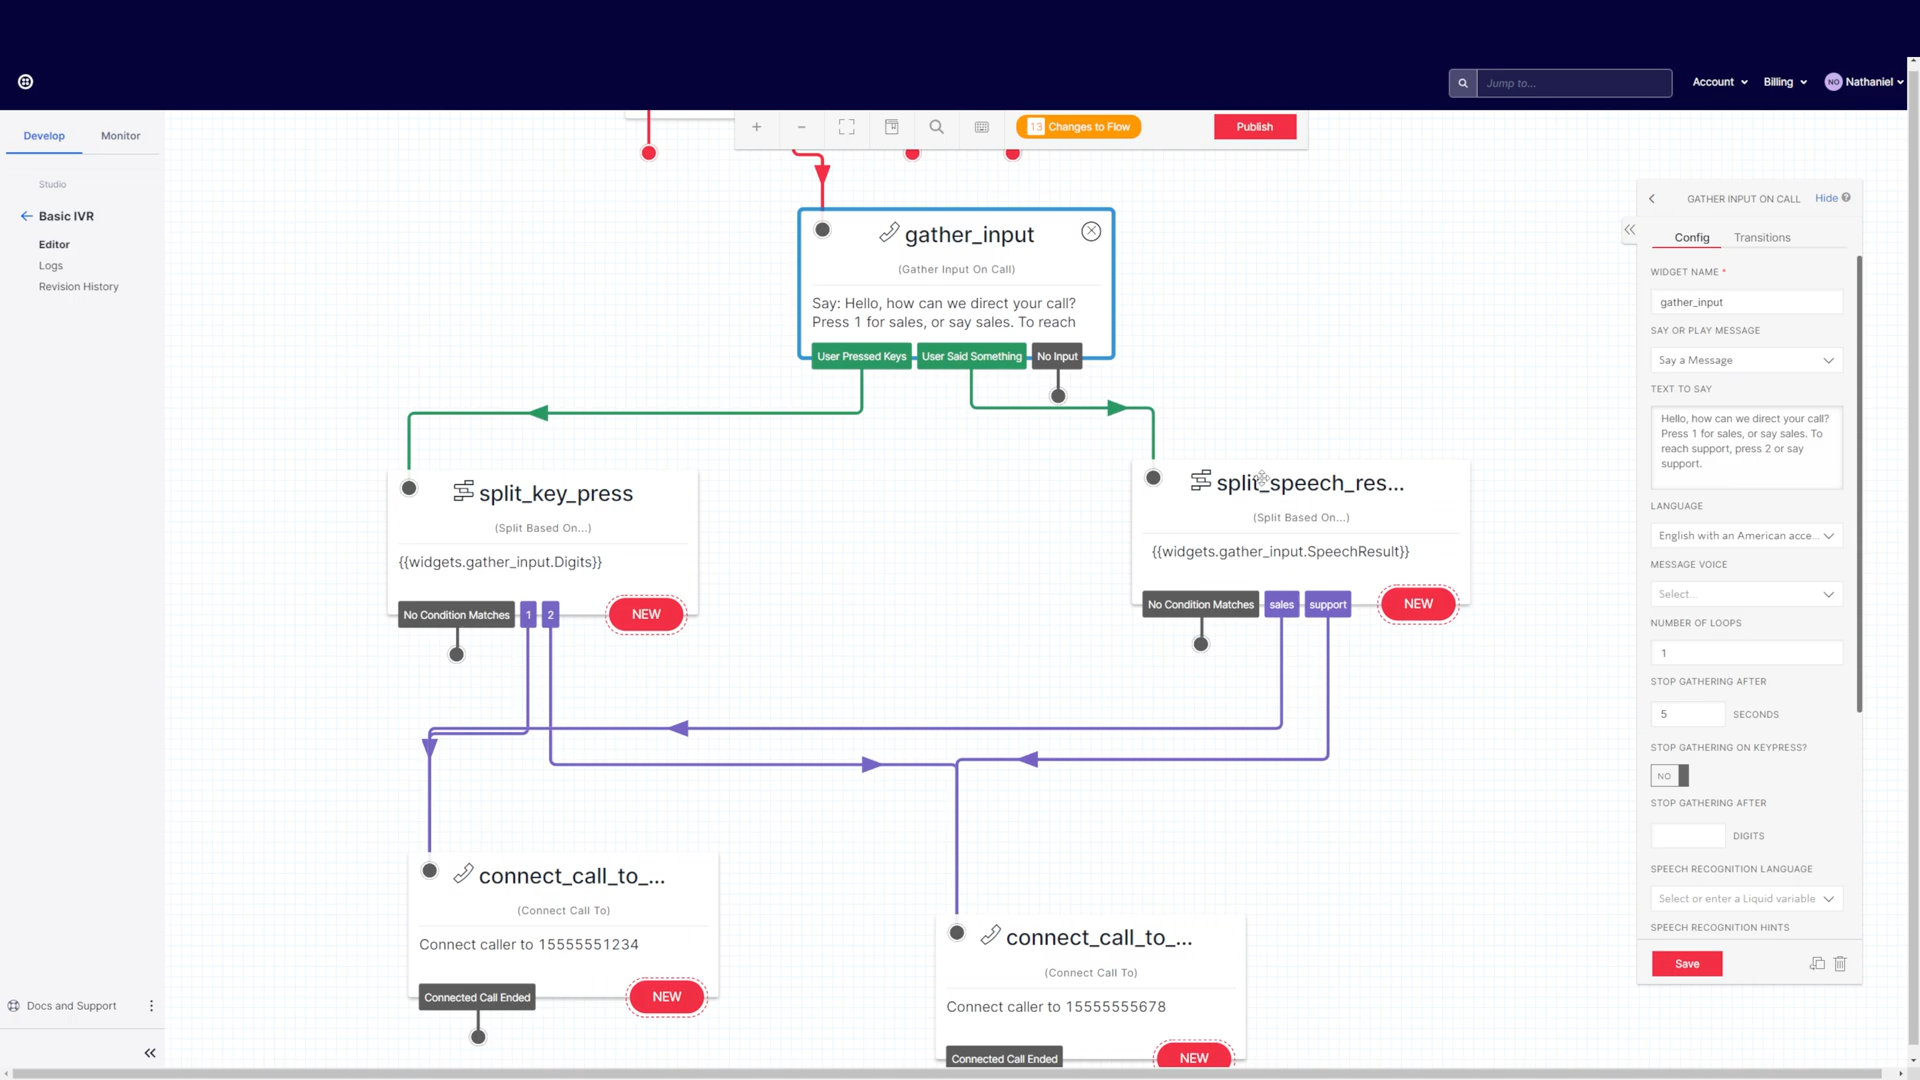 Jump to...
Account
Billing
NO
Nathaniel
Develop
Monitor
Studio
Basic IVR
Editor
Logs
Revision History
Docs and Support
13 Changes to Flow
Publish
gather_input
(Gather Input On Call)
Say: Hello, how can we direct your call?
Press 1 for sales, or say sales. To reach
User Pressed Keys
User Said Something
No Input
split_key_press
(Split Based On...)
{{widgets.gather_input.Digits}}
No Condition Matches
1
2
NEW
split_speech_res...
(Split Based On...)
{{widgets.gather_input.SpeechResult}}
No Condition Matches
sales
support
NEW
connect_call_to_...
(Connect Call To)
Connect caller to 15555551234
Connected Call Ended
NEW
connect_call_to_...
(Connect Call To)
Connect caller to 15555555678
Connected Call Ended
NEW
GATHER INPUT ON CALL
Hide
Config
Transitions
WIDGET NAME *
gather_input
SAY OR PLAY MESSAGE
Say a Message
TEXT TO SAY
Hello, how can we direct your call?
Press 1 for sales, or say sales. To
reach support, press 2 or say
support.
LANGUAGE
English with an American acce...
MESSAGE VOICE
Select...
NUMBER OF LOOPS
1
STOP GATHERING AFTER
5
SECONDS
STOP GATHERING ON KEYPRESS?
NO
STOP GATHERING AFTER
DIGITS
SPEECH RECOGNITION LANGUAGE
Select or enter a Liquid variable
SPEECH RECOGNITION HINTS
Save